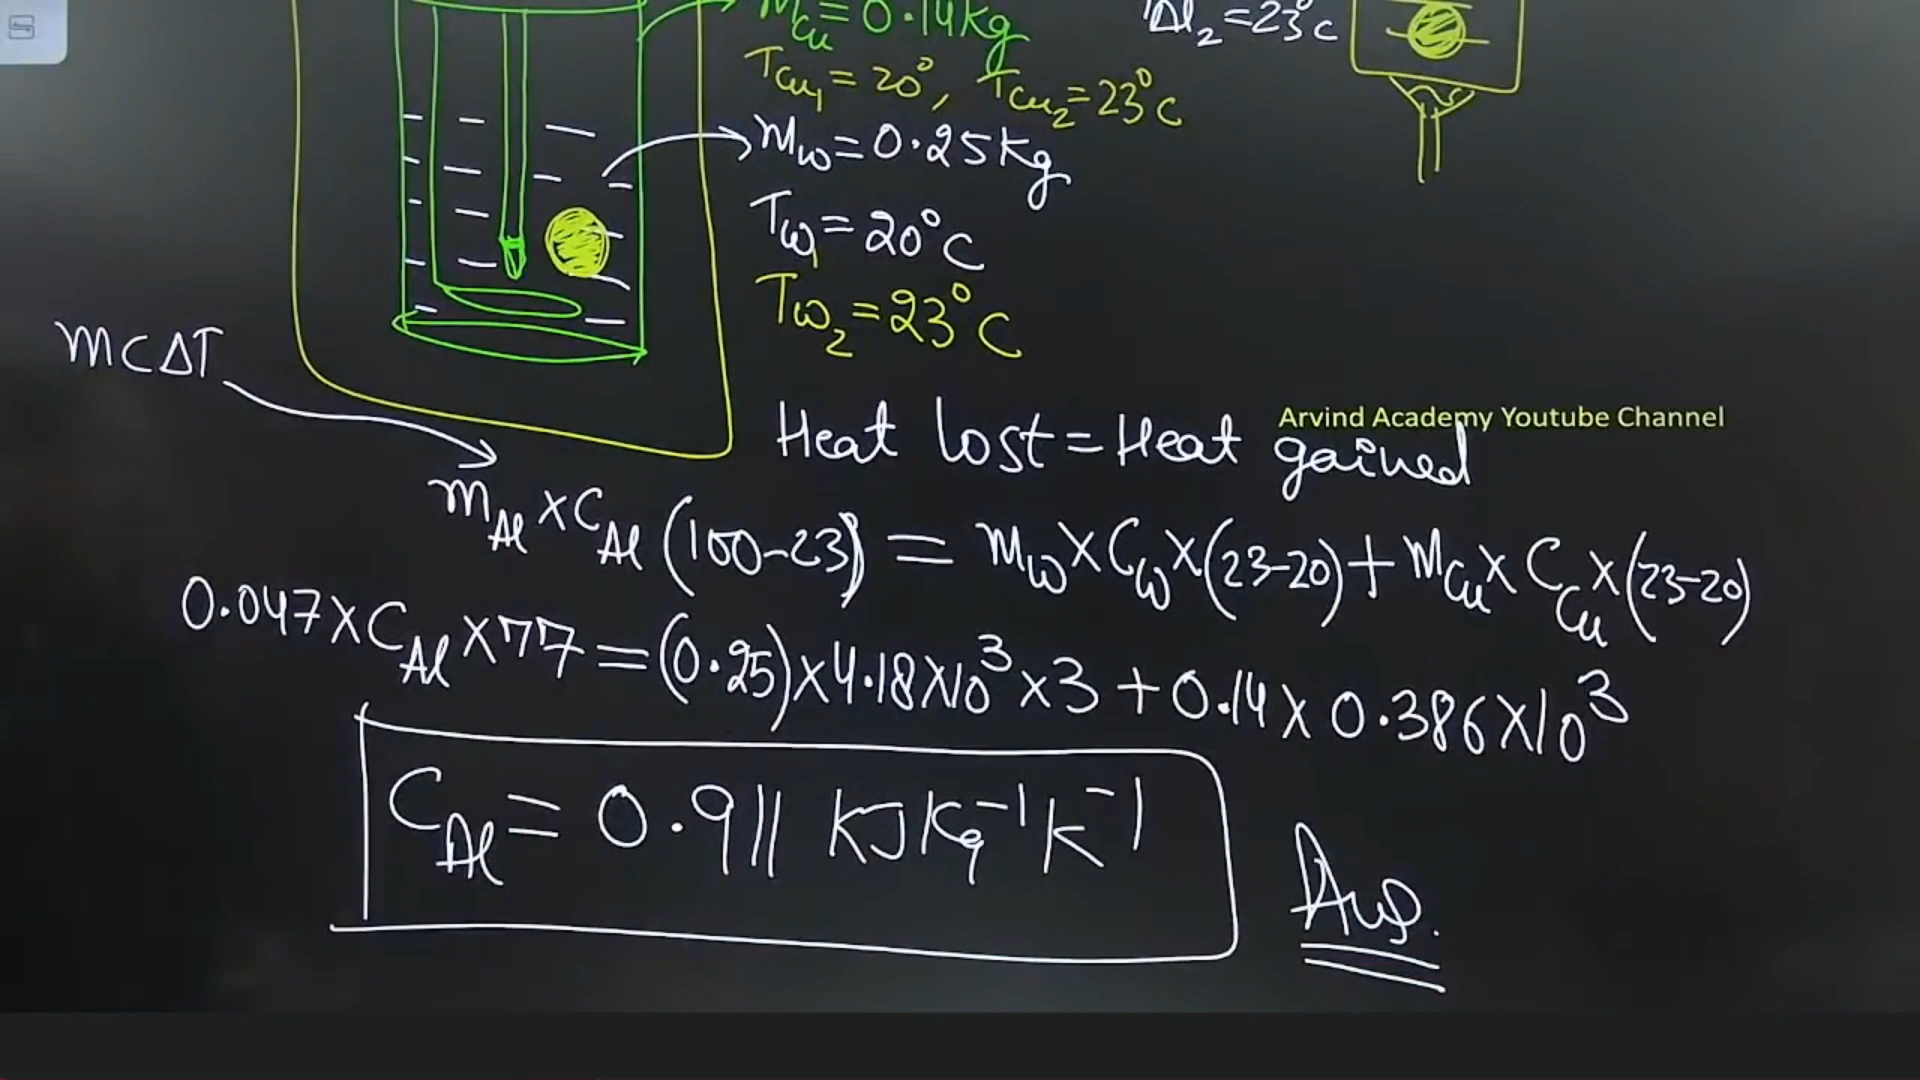 m_Cu = 0.14 kg
Al₂ = 23°C
T_Cu₁ = 20°, T_Cu₂ = 23°C
m_w = 0.25 kg
T_w₁ = 20°C
T_w₂ = 23°C
mcΔT
Arvind Academy Youtube Channel
Heat lost = Heat gained
m_Al × C_Al (100-23) = m_w × C_w × (23-20) + m_Cu × C_Cu × (23-20)
0.047 × C_Al × 77 = (0.25) × 4.18 × 10³ × 3 + 0.14 × 0.386 × 10³
C_Al = 0.911 KJ Kg⁻¹ K⁻¹
Ans.